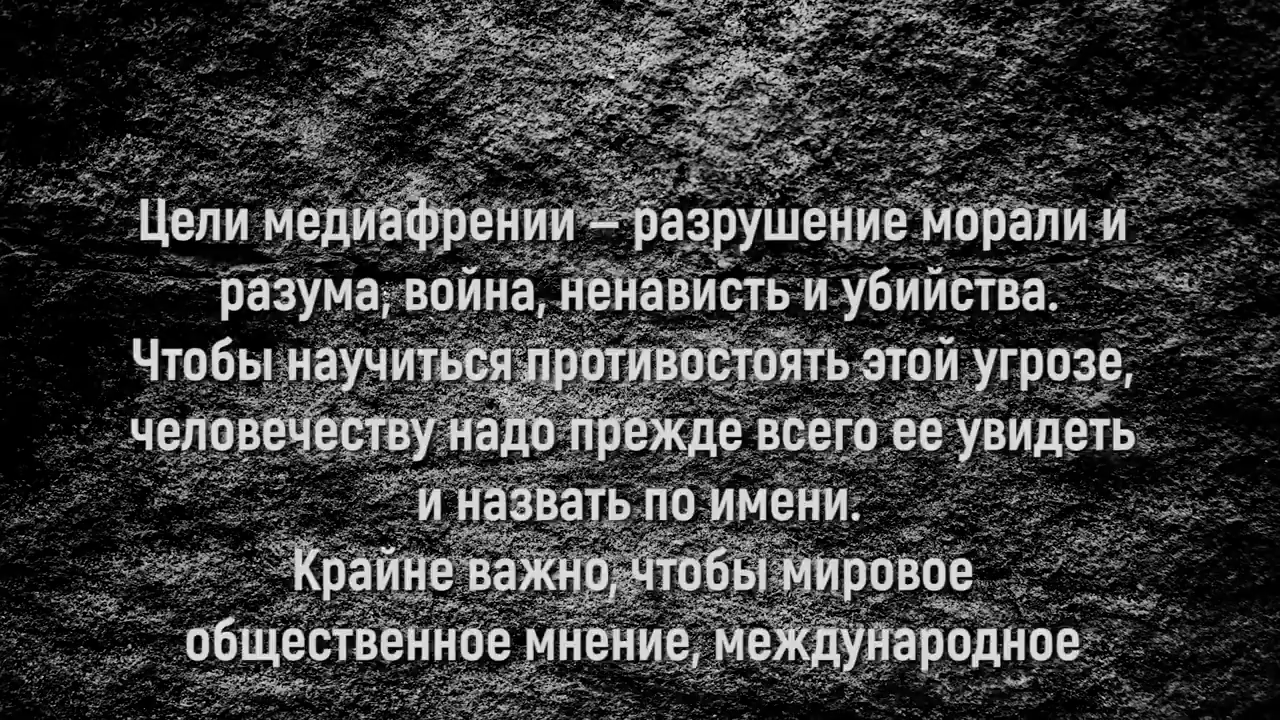 Цели медиафрении – разрушение морали и
разума, война, ненависть и убийства.
Чтобы научиться противостоять этой угрозе,
человечеству надо прежде всего ее увидеть
и назвать по имени.
Крайне важно, чтобы мировое
общественное мнение, международное